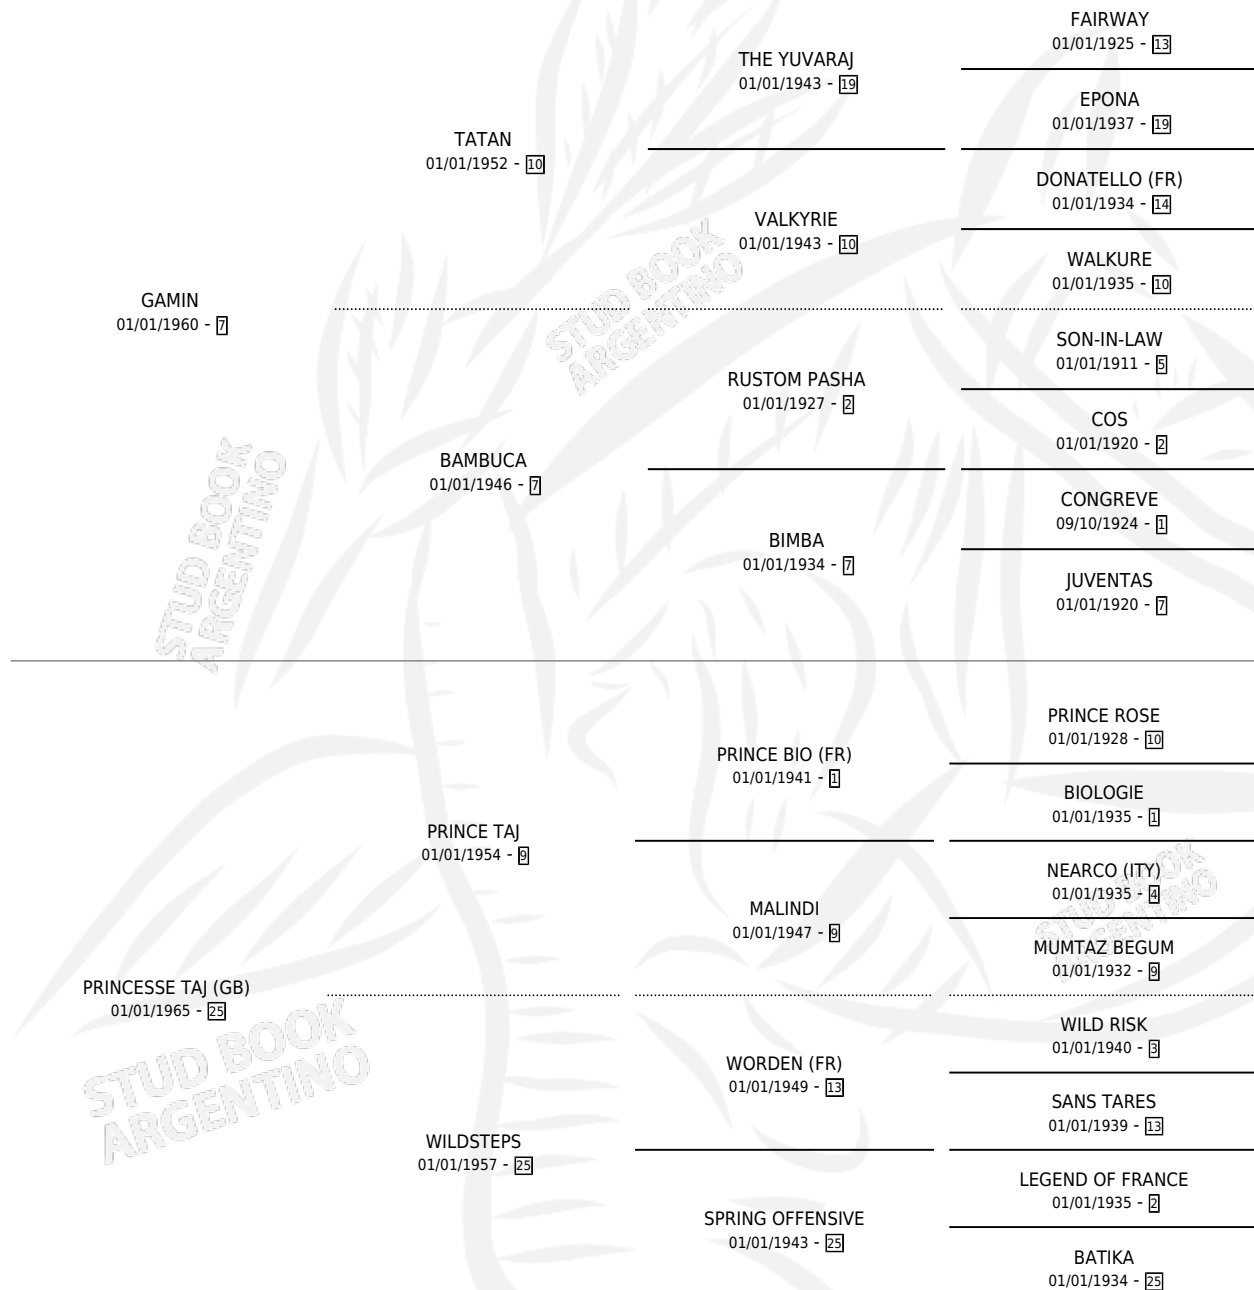 FAIRWAY
01/01/1925 - 13
THE YUVARAJ
01/01/1943 - 19
EPONA
01/01/1937 - 19
TATAN
01/01/1952 - 10
DONATELLO (FR)
01/01/1934 - 14
VALKYRIE
01/01/1943 - 10
WALKURE
01/01/1935 - 10
GAMIN
01/01/1960 - 7
SON-IN-LAW
01/01/1911 - 5
RUSTOM PASHA
01/01/1927 - 2
COS
01/01/1920 - 2
BAMBUCA
01/01/1946 - 7
CONGREVE
09/10/1924 - 1
BIMBA
01/01/1934 - 7
JUVENTAS
01/01/1920 - 7
PRINCE ROSE
01/01/1928 - 10
PRINCE BIO (FR)
01/01/1941 - 1
BIOLOGIE
01/01/1935 - 1
PRINCE TAJ
01/01/1954 - 9
NEARCO (ITY)
01/01/1935 - 4
MALINDI
01/01/1947 - 9
MUMTAZ BEGUM
01/01/1932 - 9
PRINCESSE TAJ (GB)
01/01/1965 - 25
WILD RISK
01/01/1940 - 3
WORDEN (FR)
01/01/1949 - 13
SANS TARES
01/01/1939 - 13
WILDSTEPS
01/01/1957 - 25
LEGEND OF FRANCE
01/01/1935 - 2
SPRING OFFENSIVE
01/01/1943 - 25
BATIKA
01/01/1934 - 25
STUD BOOK
ARGENTINO
STUD BOOK
ARGENTINO
STUD BOOK
ARGENTINO
STUD BOOK
ARGENTINO